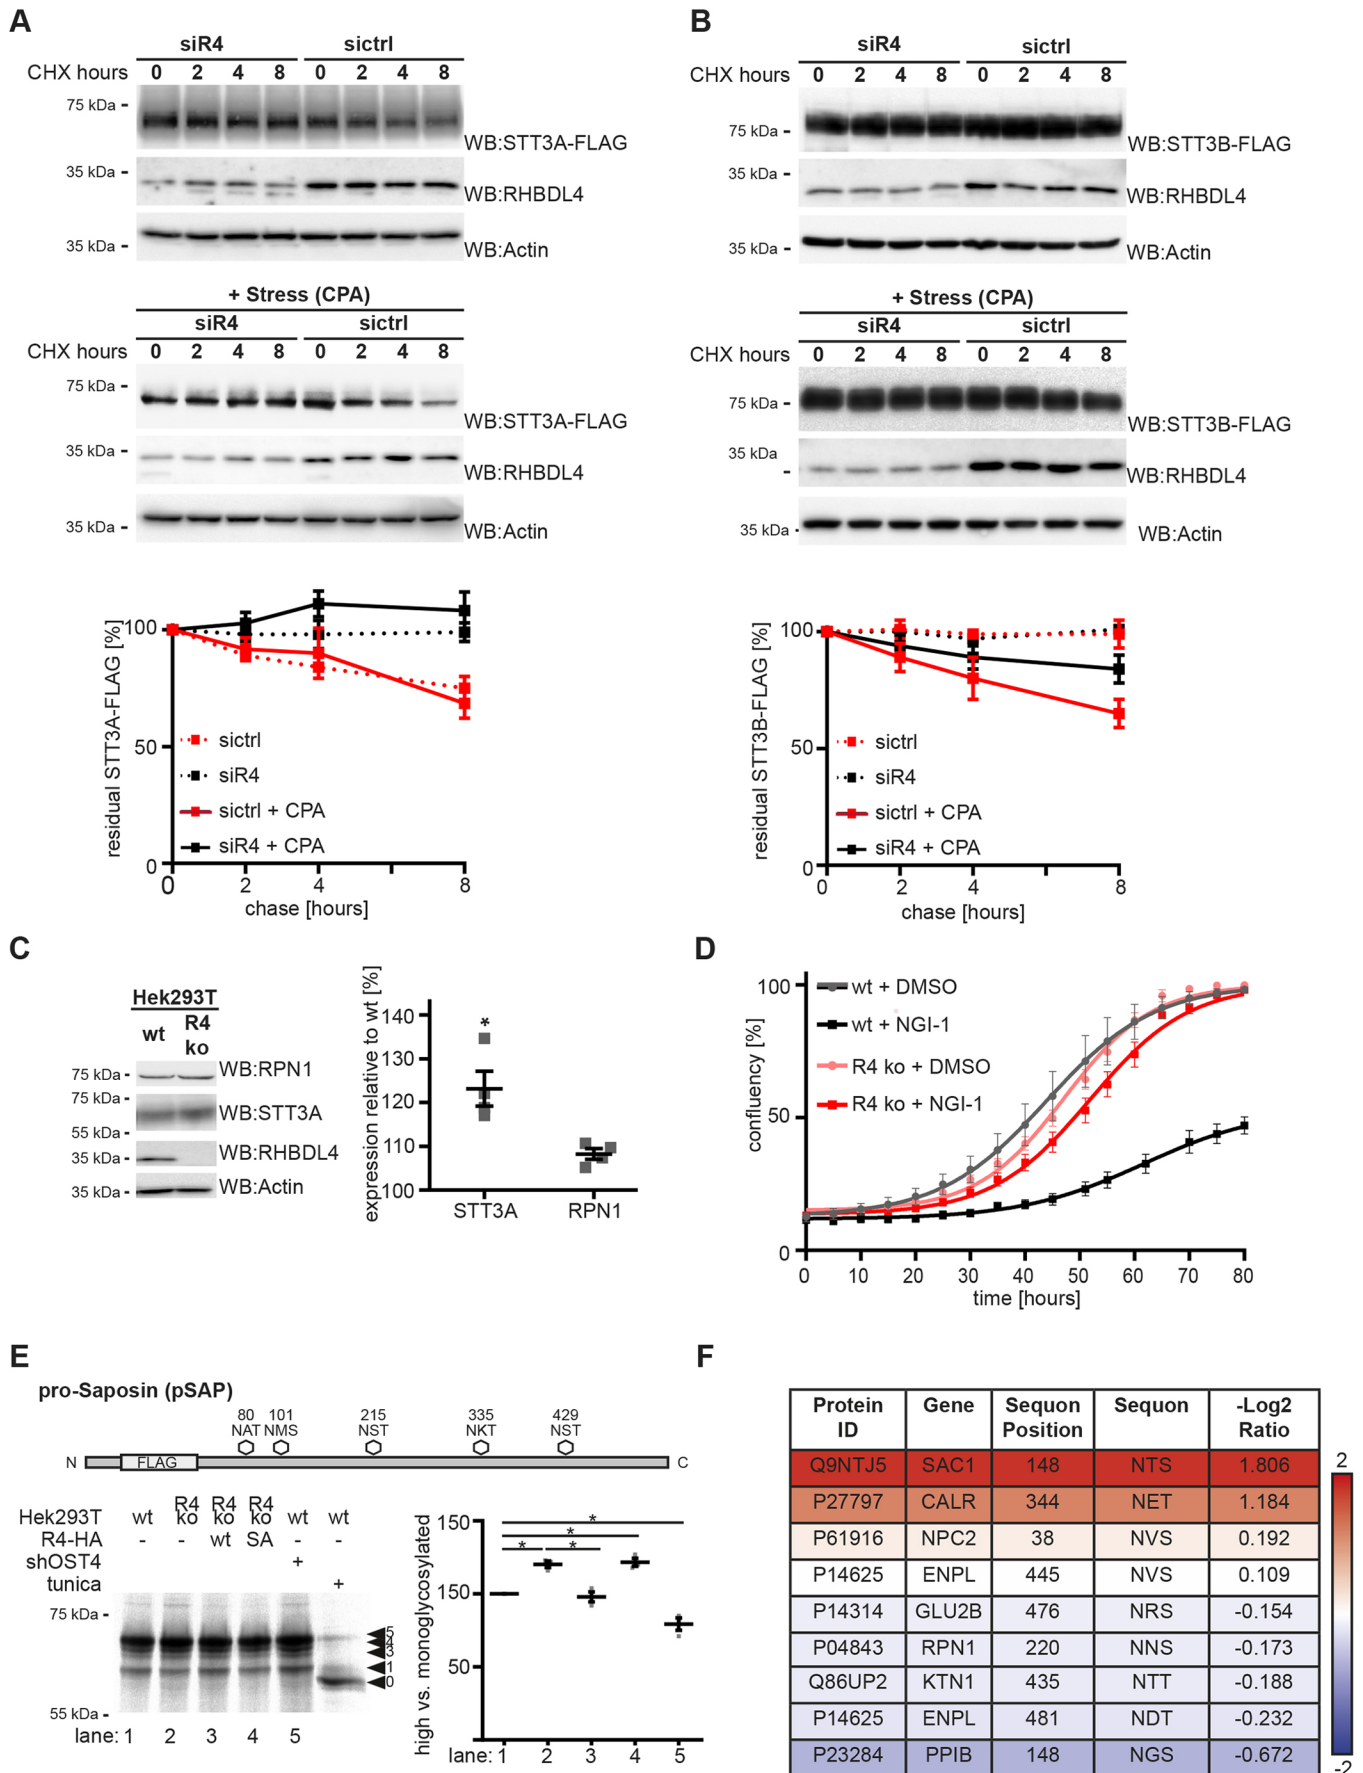 A
siR4 sictrl
CHX hours 0 2 4 8 0 2 4 8
75 kDa
WB:STT3A-FLAG
35 kDa
WB:RHBDL4
35 kDa
WB:Actin
+ Stress (CPA)
siR4 sictrl
CHX hours 0 2 4 8 0 2 4 8
75 kDa
WB:STT3A-FLAG
35 kDa
WB:RHBDL4
35 kDa
WB:Actin
residual STT3A-FLAG [%]
100
50
0
sictrl
siR4
sictrl + CPA
siR4 + CPA
0 2 4 8
chase [hours]
B
siR4 sictrl
CHX hours 0 2 4 8 0 2 4 8
75 kDa
WB:STT3B-FLAG
35 kDa
WB:RHBDL4
35 kDa
WB:Actin
+ Stress (CPA)
siR4 sictrl
CHX hours 0 2 4 8 0 2 4 8
75 kDa
WB:STT3B-FLAG
35 kDa
WB:RHBDL4
35 kDa
WB:Actin
residual STT3B-FLAG [%]
100
50
0
sictrl
siR4
sictrl + CPA
siR4 + CPA
0 2 4 8
chase [hours]
C
Hek293T
wt R4 ko
75 kDa
WB:RPN1
75 kDa
WB:STT3A
55 kDa
WB:RHBDL4
35 kDa
WB:Actin
35 kDa
expression relative to wt [%]
140
130
120
110
100
*
STT3A RPN1
D
confluency [%]
100
50
0
wt + DMSO
wt + NGI-1
R4 ko + DMSO
R4 ko + NGI-1
0 10 20 30 40 50 60 70 80
time [hours]
E
pro-Saposin (pSAP)
80 101 215 335 429
NAT NMS NST NKT NST
N FLAG C
Hek293T wt R4 ko R4 ko R4 ko wt wt
R4-HA - - wt SA - -
shOST4 +
tunica +
75 kDa
5
4
3
1
0
55 kDa
lane: 1 2 3 4 5
high vs. monoglycosylated
150
150
50
*
*
* *
lane: 1 2 3 4 5
F
Protein ID Gene Sequon Position Sequon -Log2 Ratio
Q9NTJ5 SAC1 148 NTS 1.806
P27797 CALR 344 NET 1.184
P61916 NPC2 38 NVS 0.192
P14625 ENPL 445 NVS 0.109
P14314 GLU2B 476 NRS -0.154
P04843 RPN1 220 NNS -0.173
Q86UP2 KTN1 435 NTT -0.188
P14625 ENPL 481 NDT -0.232
P23284 PPIB 148 NGS -0.672
2
-2